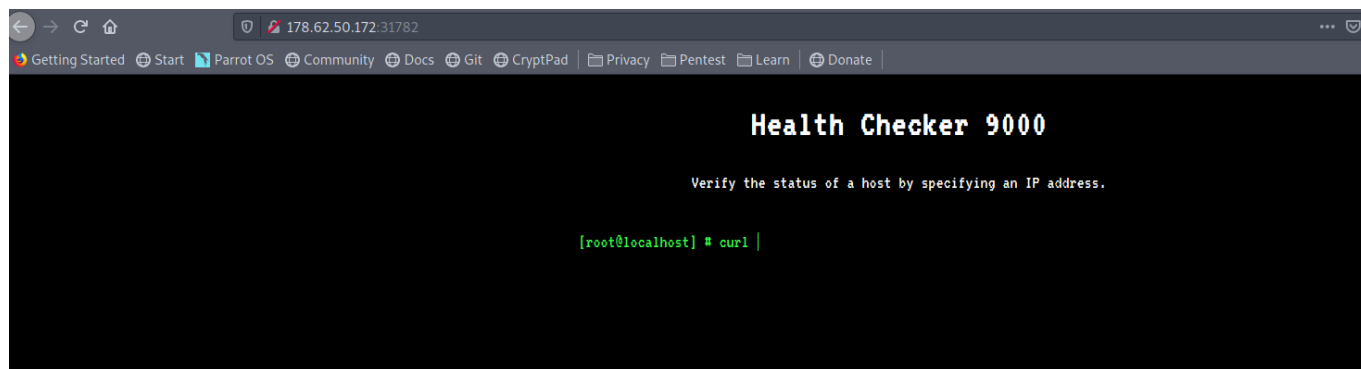 178.62.50.172:31782
Getting Started Start Parrot OS Community Docs Git CryptPad Privacy Pentest Learn Donate
Health Checker 9000
Verify the status of a host by specifying an IP address.
[root@localhost] # curl